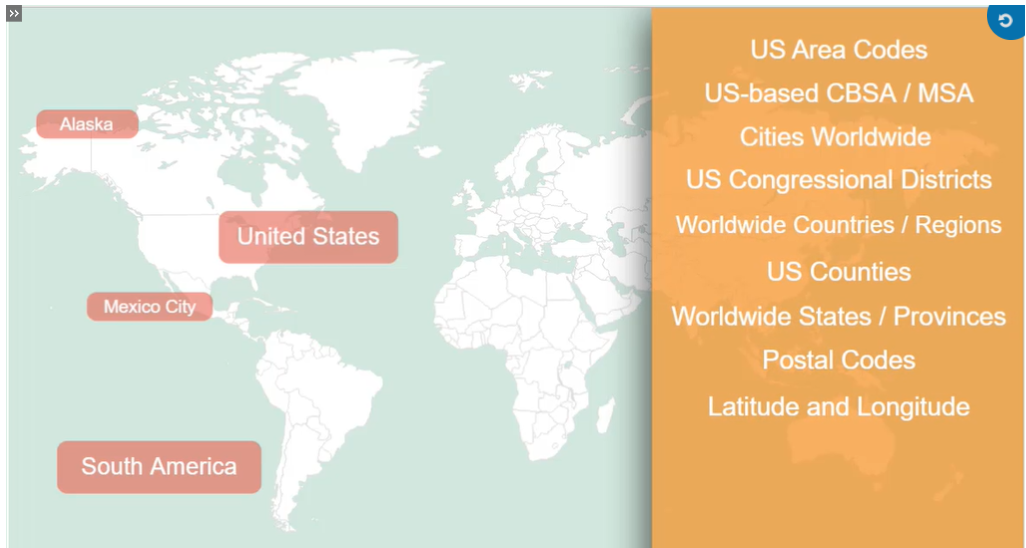 Alaska
United States
Mexico City
South America
US Area Codes
US-based CBSA / MSA
Cities Worldwide
US Congressional Districts
Worldwide Countries / Regions
US Counties
Worldwide States / Provinces
Postal Codes
Latitude and Longitude